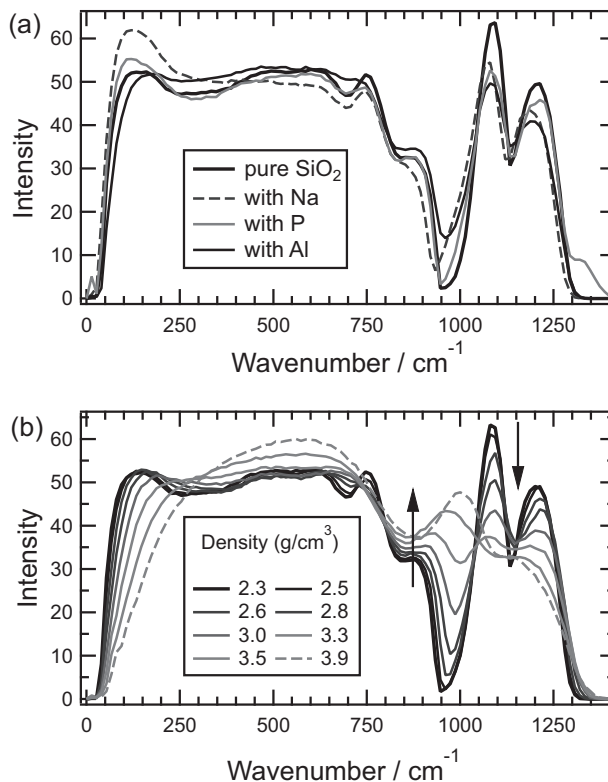 (a)
60
50
40
30
20
10
0
Intensity
pure SiO₂
with Na
with P
with Al
0 250 500 750 1000 1250
Wavenumber / cm⁻¹
(b)
60
50
40
30
20
10
0
Intensity
Density (g/cm³)
2.3 2.5
2.6 2.8
3.0 3.3
3.5 3.9
0 250 500 750 1000 1250
Wavenumber / cm⁻¹